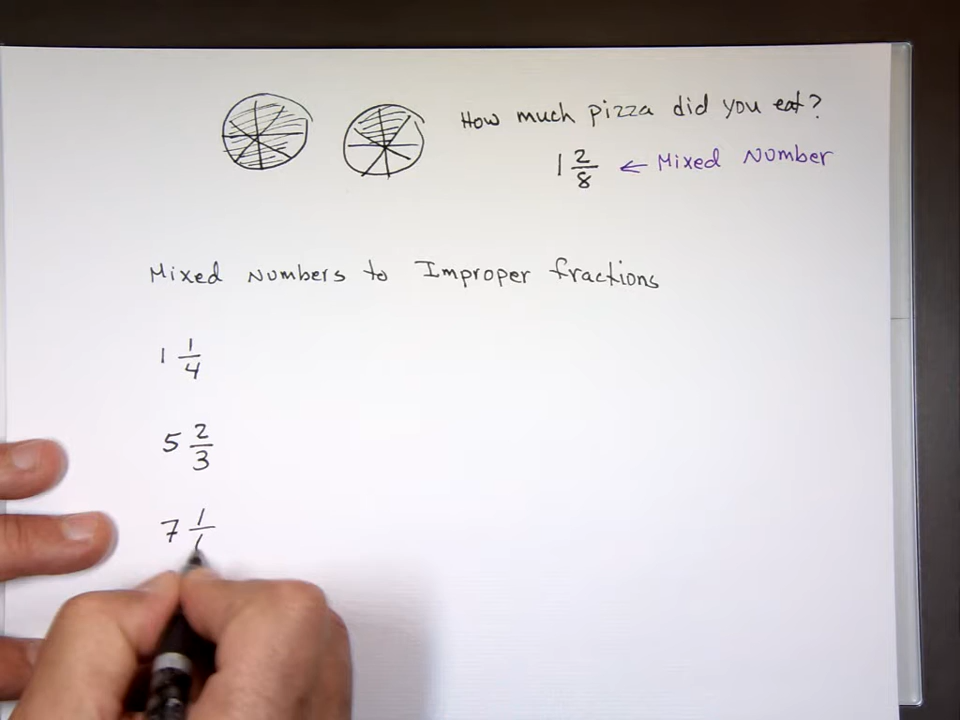 How much pizza did you eat?
1 2/8 ← Mixed Number
Mixed Numbers to Improper fractions
1 1/4
5 2/3
7 1/